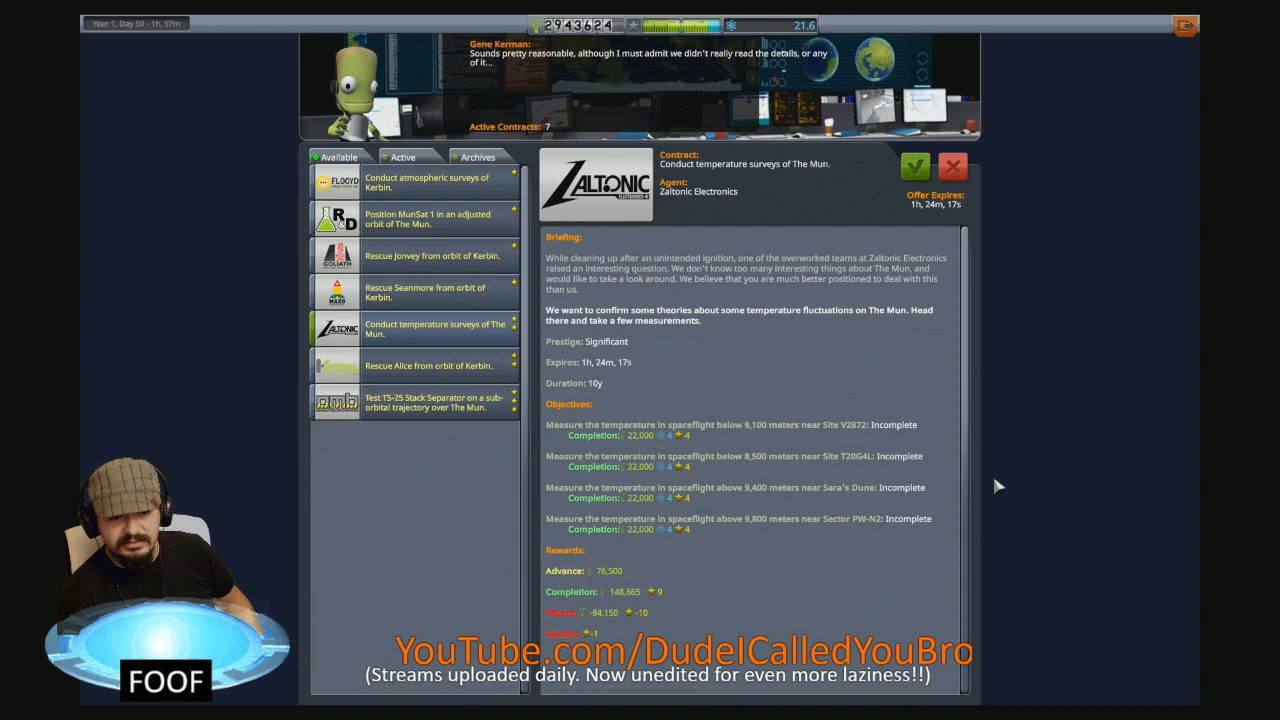 Year 1, Day 50 - 1h, 57m
2943624
21.6
Gene Kerman:
Sounds pretty reasonable, although I must admit we didn't really read the details, or any
of it...
Active Contracts: 7
Available
Active
Archives
FLOOYD
Conduct atmospheric surveys of
Kerbin.
R&D
Position MunSat 1 in an adjusted
orbit of The Mun.
GOLIATH
Rescue Jonvey from orbit of Kerbin.
MAXO
Rescue Seanmore from orbit of
Kerbin.
ZALTONIC
Conduct temperature surveys of The
Mun.
Rescue Alice from orbit of Kerbin.
Test TS-25 Stack Separator on a sub-
orbital trajectory over The Mun.
ZALTONIC
ELECTRONICS
Contract:
Conduct temperature surveys of The Mun.
Agent:
Zaltonic Electronics
Offer Expires:
1h, 24m, 17s
Briefing:
While cleaning up after an unintended ignition, one of the overworked teams at Zaltonic Electronics
raised an interesting question. We don't know too many interesting things about The Mun, and
would like to take a look around. We believe that you are much better positioned to deal with this
than us.
We want to confirm some theories about some temperature fluctuations on The Mun. Head
there and take a few measurements.
Prestige: Significant
Expires: 1h, 24m, 17s
Duration: 10y
Objectives:
Measure the temperature in spaceflight below 9,100 meters near Site V2872: Incomplete
Completion: 22,000 4 4
Measure the temperature in spaceflight below 8,500 meters near Site T20G4L: Incomplete
Completion: 22,000 4 4
Measure the temperature in spaceflight above 9,400 meters near Sara's Dune: Incomplete
Completion: 22,000 4 4
Measure the temperature in spaceflight above 9,800 meters near Sector PW-N2: Incomplete
Completion: 22,000 4 4
Rewards:
Advance: 76,500
Completion: 148,665 9
Failure: -84,150 -10
Decline: -1
YouTube.com/DudeICalledYouBro
(Streams uploaded daily. Now unedited for even more laziness!!)
FOOF